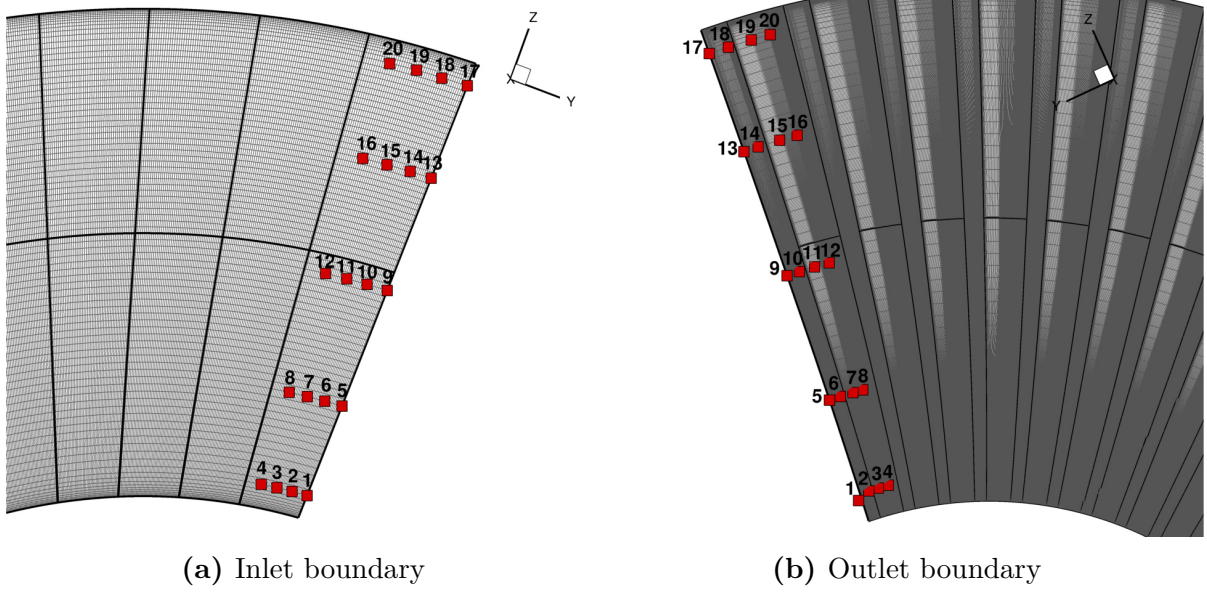 Z
20 19 18 17
X
Y
16 15 14 13
12 11 10 9
8 7 6 5
4 3 2 1
(a) Inlet boundary
17 18 19 20
Z
Y
13 14 15 16
9 10 11 12
5 6 7 8
1 2 3 4
(b) Outlet boundary